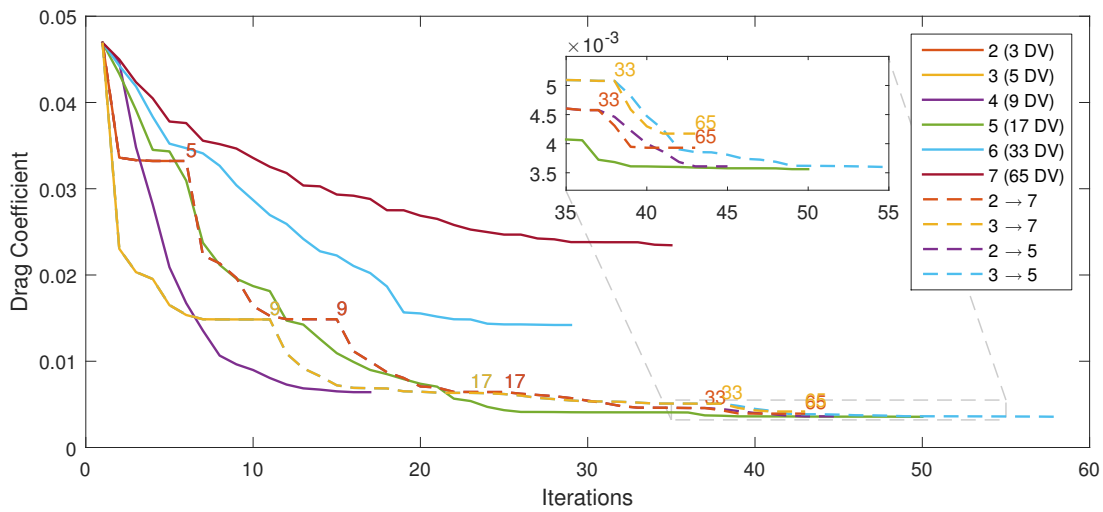 0.05
0.04
0.03
0.02
0.01
0
Drag Coefficient
0 10 20 30 40 50 60
Iterations
5
9
9
17 17
33 33
65
65
× 10-3
5
4.5
4
3.5
35 40 45 50 55
33
33
65
65
2 (3 DV)
3 (5 DV)
4 (9 DV)
5 (17 DV)
6 (33 DV)
7 (65 DV)
2 → 7
3 → 7
2 → 5
3 → 5